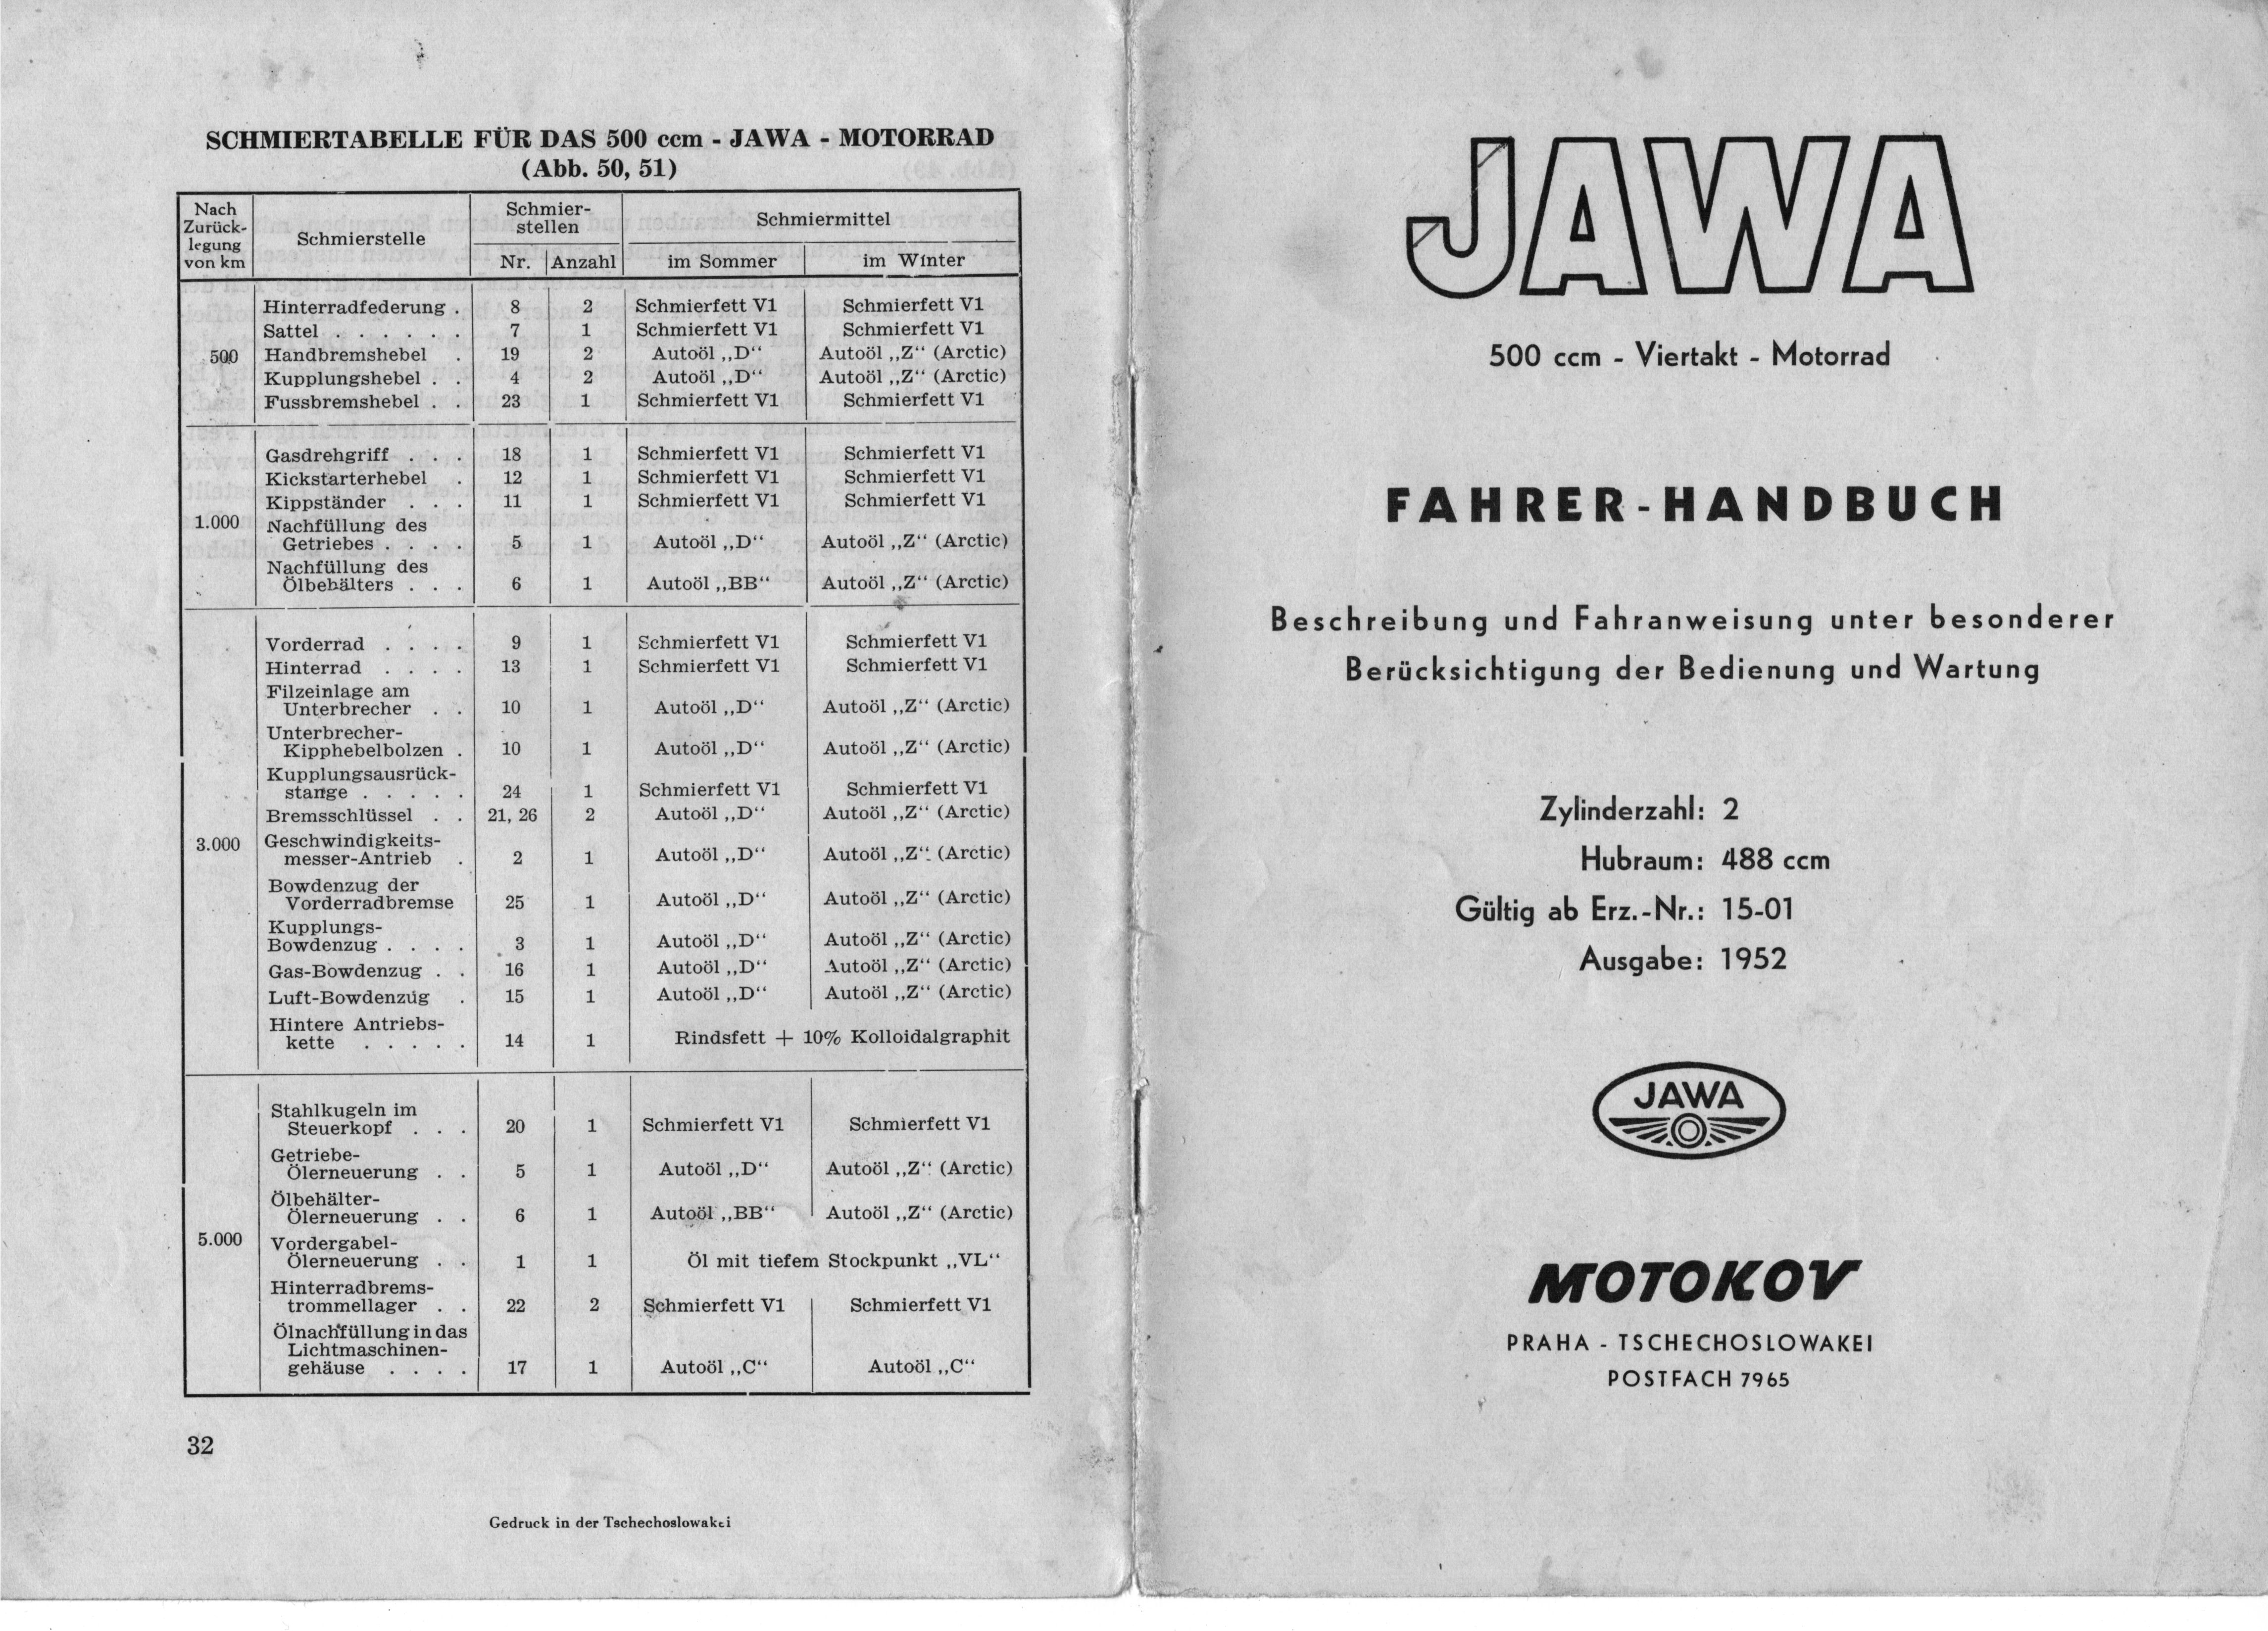 SCHMIERTABELLE FÜR DAS 500 ccm - JAWA - MOTORRAD
(Abb. 50, 51)
Nach Zurück-legung von km | Schmierstelle | Schmier-stellen | Schmiermittel
Nr. | Anzahl | im Sommer | im Winter
500
Hinterradfederung . 8 2 Schmierfett V1 Schmierfett V1
Sattel . . . . . . 7 1 Schmierfett V1 Schmierfett V1
Handbremshebel . 19 2 Autoöl „D“ Autoöl „Z“ (Arctic)
Kupplungshebel . . 4 2 Autoöl „D“ Autoöl „Z“ (Arctic)
Fussbremshebel . . 23 1 Schmierfett V1 Schmierfett V1
1.000
Gasdrehgriff . . . 18 1 Schmierfett V1 Schmierfett V1
Kickstarterhebel . 12 1 Schmierfett V1 Schmierfett V1
Kippständer . . . 11 1 Schmierfett V1 Schmierfett V1
Nachfüllung des
Getriebes . . . . 5 1 Autoöl „D“ Autoöl „Z“ (Arctic)
Nachfüllung des
Ölbehälters . . . 6 1 Autoöl „BB“ Autoöl „Z“ (Arctic)
3.000
Vorderrad . . . . 9 1 Schmierfett V1 Schmierfett V1
Hinterrad . . . . 13 1 Schmierfett V1 Schmierfett V1
Filzeinlage am
Unterbrecher . . 10 1 Autoöl „D“ Autoöl „Z“ (Arctic)
Unterbrecher-
Kipphebelbolzen . 10 1 Autoöl „D“ Autoöl „Z“ (Arctic)
Kupplungsausrück-
stange . . . . . 24 1 Schmierfett V1 Schmierfett V1
Bremsschlüssel . . 21, 26 2 Autoöl „D“ Autoöl „Z“ (Arctic)
Geschwindigkeits-
messer-Antrieb . 2 1 Autoöl „D“ Autoöl „Z“ (Arctic)
Bowdenzug der
Vorderradbremse 25 1 Autoöl „D“ Autoöl „Z“ (Arctic)
Kupplungs-
Bowdenzug . . . . 3 1 Autoöl „D“ Autoöl „Z“ (Arctic)
Gas-Bowdenzug . . 16 1 Autoöl „D“ Autoöl „Z“ (Arctic)
Luft-Bowdenzug . 15 1 Autoöl „D“ Autoöl „Z“ (Arctic)
Hintere Antriebs-
kette . . . . . 14 1 Rindsfett + 10% Kolloidalgraphit
5.000
Stahlkugeln im
Steuerkopf . . . 20 1 Schmierfett V1 Schmierfett V1
Getriebe-
Ölerneuerung . . 5 1 Autoöl „D“ Autoöl „Z“ (Arctic)
Ölbehälter-
Ölerneuerung . . 6 1 Autoöl „BB“ Autoöl „Z“ (Arctic)
Vordergabel-
Ölerneuerung . . 1 1 Öl mit tiefem Stockpunkt „VL“
Hinterradbrems-
trommellager . . 22 2 Schmierfett V1 Schmierfett V1
Ölnachfüllung in das
Lichtmaschinen-
gehäuse . . . . 17 1 Autoöl „C“ Autoöl „C“
32
Gedruck in der Tschechoslowakei
JAWA
500 ccm - Viertakt - Motorrad
FAHRER-HANDBUCH
Beschreibung und Fahranweisung unter besonderer
Berücksichtigung der Bedienung und Wartung
Zylinderzahl: 2
Hubraum: 488 ccm
Gültig ab Erz.-Nr.: 15-01
Ausgabe: 1952
JAWA
MOTOKOV
PRAHA - TSCHECHOSLOWAKEI
POSTFACH 7965